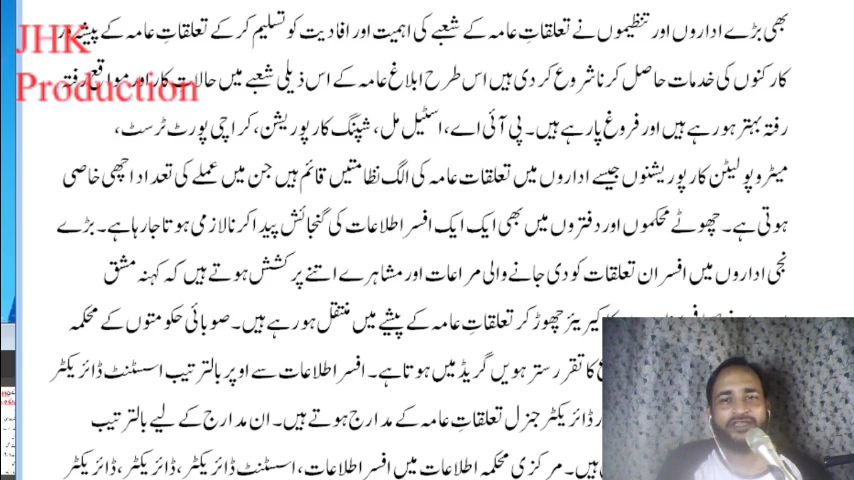 بھی بڑے اداروں اور تنظیموں نے تعلقاتِ عامہ کے شعبے کی اہمیت اور افادیت کو تسلیم کر کے تعلقاتِ عامہ کے پیشہ ور
JHK
کارکنوں کی خدمات حاصل کرنا شروع کر دی ہیں اس طرح ابلاغ عامہ کے اس ذیلی شعبے میں حالات کار اور مواقع رفتہ
Production
رفتہ بہتر ہو رہے ہیں اور فروغ پا رہے ہیں۔ پی آئی اے، اسٹیل مل، شپنگ کارپوریشن، کراچی پورٹ ٹرسٹ،
میٹرو پولیٹن کارپوریشنوں جیسے اداروں میں تعلقات عامہ کی الگ نظامتیں قائم ہیں جن میں عملے کی تعداد اچھی خاصی
ہوتی ہے۔ چھوٹے محکموں اور دفتروں میں بھی ایک ایک افسر اطلاعات کی گنجائش پیدا کرنا لازمی ہوتا جا رہا ہے۔ بڑے
نجی اداروں میں افسران تعلقات کو دی جانے والی مراعات اور مشاہرے اتنے پر کشش ہوتے ہیں کہ کہنہ مشق
کیریئر چھوڑ کر تعلقاتِ عامہ کے پیشے میں منتقل ہو رہے ہیں۔ صوبائی حکومتوں کے محکمہ
کا تقرر سترہویں گریڈ میں ہوتا ہے۔ افسر اطلاعات سے اوپر بالترتیب اسسٹنٹ ڈائریکٹر
ڈائریکٹر جنرل تعلقاتِ عامہ کے مدارج ہوتے ہیں۔ ان مدارج کے لیے بالترتیب
ہیں۔ مرکزی محکمہ اطلاعات میں افسر اطلاعات، اسسٹنٹ ڈائریکٹر، ڈائریکٹر، ڈائریکٹر